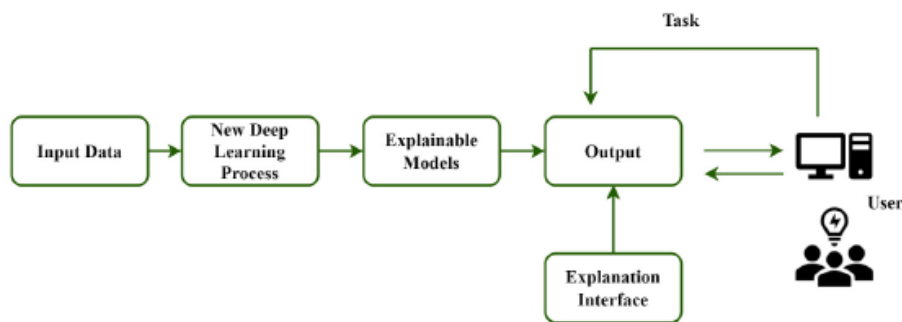 Task
Input Data
New Deep
Learning
Process
Explainable
Models
Output
User
Explanation
Interface